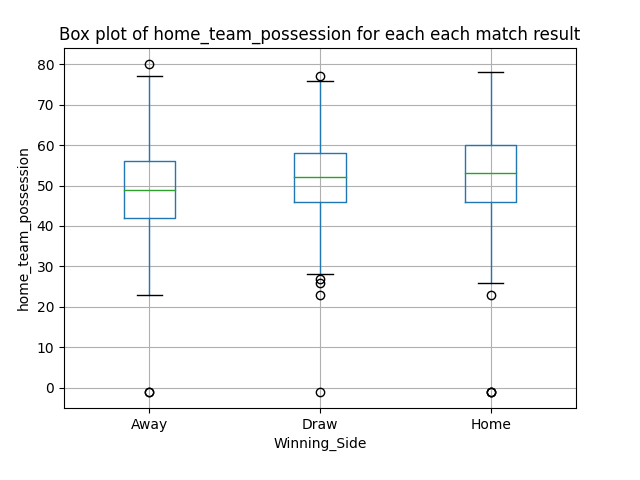 Box plot of home_team_possession for each each match result
home_team_possession
80
70
60
50
40
30
20
10
0
Away Draw Home
Winning_Side